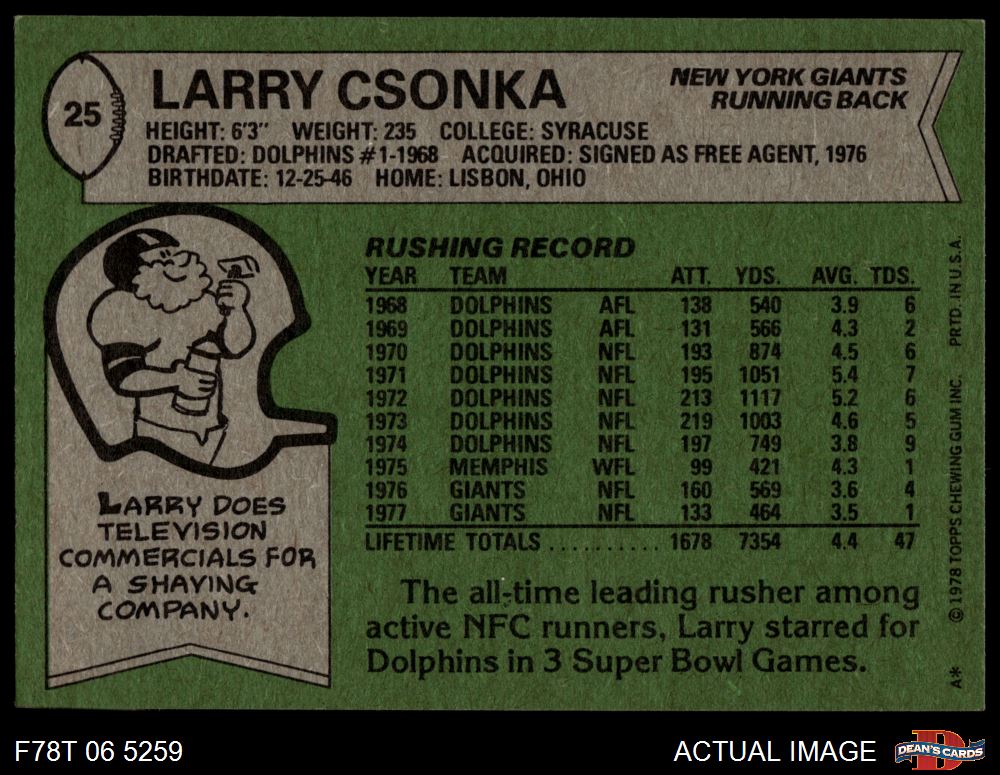 25
LARRY CSONKA
NEW YORK GIANTS
RUNNING BACK
HEIGHT: 6'3" WEIGHT: 235 COLLEGE: SYRACUSE
DRAFTED: DOLPHINS #1-1968 ACQUIRED: SIGNED AS FREE AGENT, 1976
BIRTHDATE: 12-25-46 HOME: LISBON, OHIO
LARRY DOES
TELEVISION
COMMERCIALS FOR
A SHAVING
COMPANY.
RUSHING RECORD
YEAR TEAM ATT. YDS. AVG. TDS.
1968 DOLPHINS AFL 138 540 3.9 6
1969 DOLPHINS AFL 131 566 4.3 2
1970 DOLPHINS NFL 193 874 4.5 6
1971 DOLPHINS NFL 195 1051 5.4 7
1972 DOLPHINS NFL 213 1117 5.2 6
1973 DOLPHINS NFL 219 1003 4.6 5
1974 DOLPHINS NFL 197 749 3.8 9
1975 MEMPHIS WFL 99 421 4.3 1
1976 GIANTS NFL 160 569 3.6 4
1977 GIANTS NFL 133 464 3.5 1
LIFETIME TOTALS .......... 1678 7354 4.4 47
The all-time leading rusher among
active NFC runners, Larry starred for
Dolphins in 3 Super Bowl Games.
A* © 1978 TOPPS CHEWING GUM INC. PRTD. IN U.S.A.
F78T 06 5259
ACTUAL IMAGE
D
DEAN'S CARDS